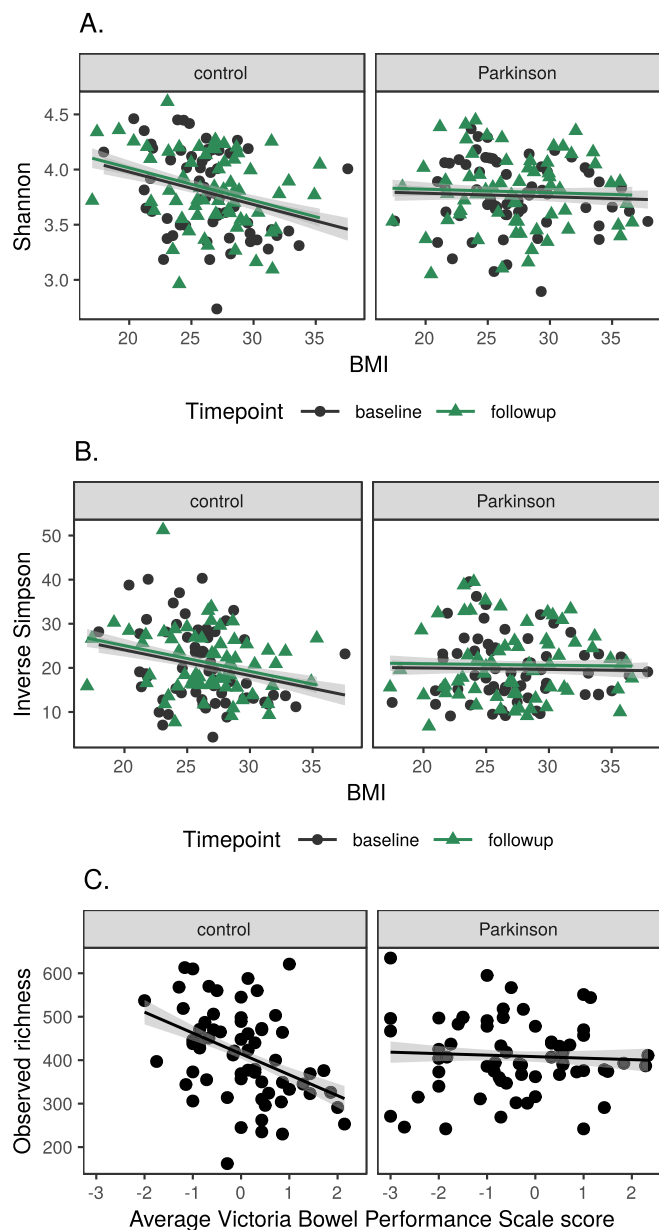 A.
control Parkinson
Shannon
4.5
4.0
3.5
3.0
20 25 30 35 20 25 30 35
BMI
Timepoint baseline followup
B.
control Parkinson
Inverse Simpson
50
40
30
20
10
20 25 30 35 20 25 30 35
BMI
Timepoint baseline followup
C.
control Parkinson
Observed richness
600
500
400
300
200
-3 -2 -1 0 1 2 -3 -2 -1 0 1 2
Average Victoria Bowel Performance Scale score